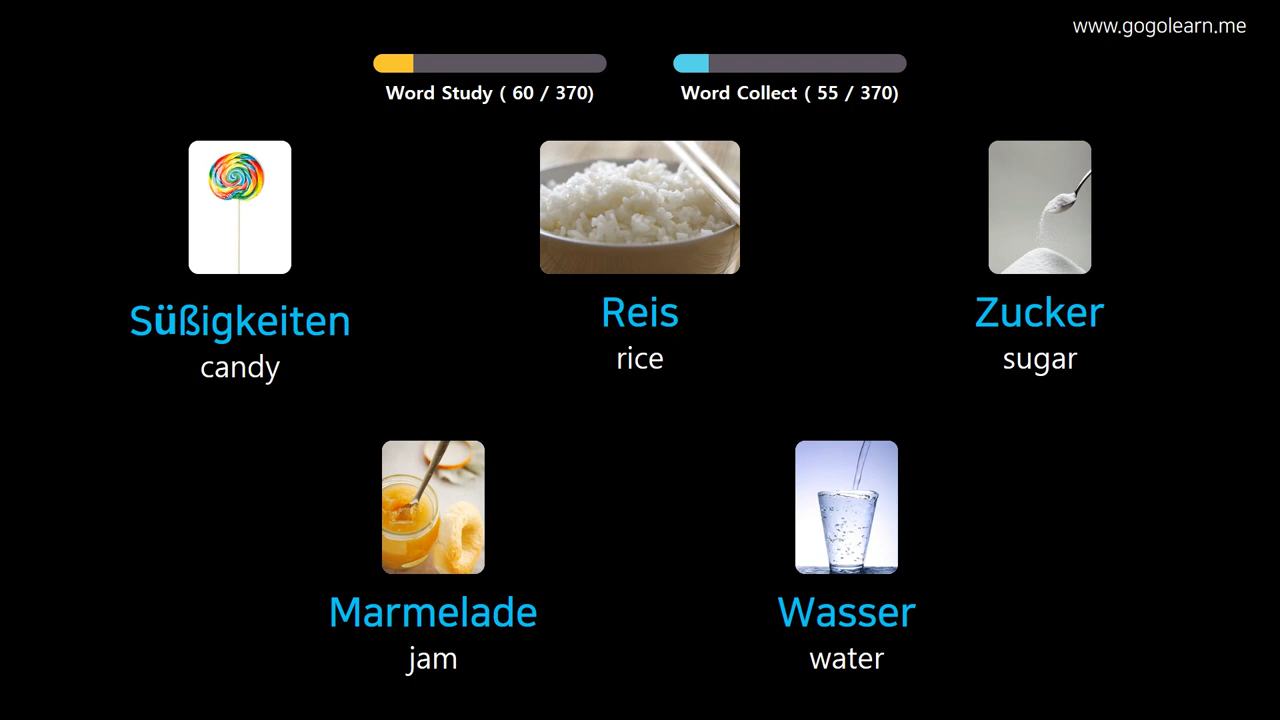 www.gogolearn.me
Word Study ( 60 / 370)
Word Collect ( 55 / 370)
Süßigkeiten
candy
Reis
rice
Zucker
sugar
Marmelade
jam
Wasser
water